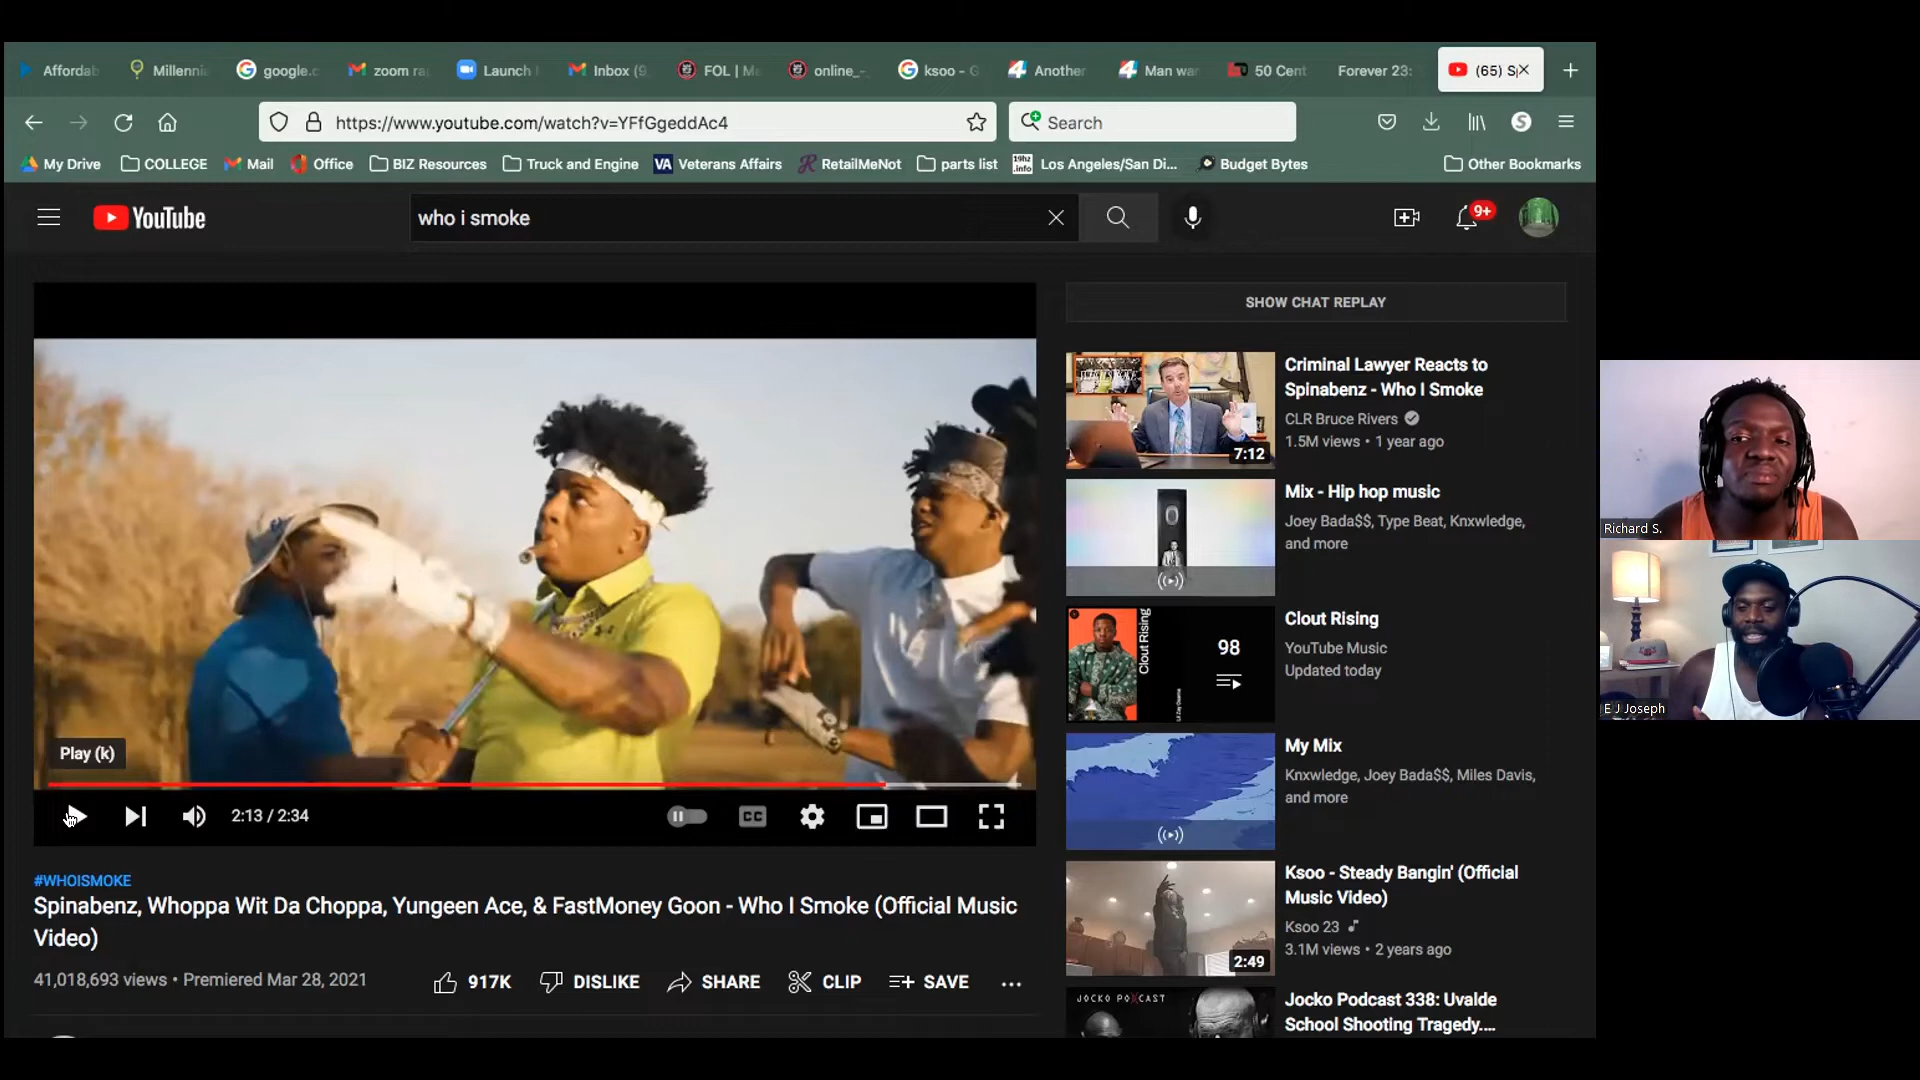 Affordab
Millenni
google.c
zoom ra
Launch
Inbox (9
FOL | M
online_-
ksoo - G
Another
Man wa
50 Cent
Forever 23:
(65) S
https://www.youtube.com/watch?v=YFfGgeddAc4
Search
My Drive
COLLEGE
Mail
Office
BIZ Resources
Truck and Engine
VA Veterans Affairs
RetailMeNot
parts list
19hz .info Los Angeles/San Di...
Budget Bytes
Other Bookmarks
YouTube
who i smoke
9+
SHOW CHAT REPLAY
Play (k)
2:13 / 2:34
CC
#WHOISMOKE
Spinabenz, Whoppa Wit Da Choppa, Yungeen Ace, & FastMoney Goon - Who I Smoke (Official Music
Video)
41,018,693 views • Premiered Mar 28, 2021
917K
DISLIKE
SHARE
CLIP
SAVE
...
7:12
Criminal Lawyer Reacts to
Spinabenz - Who I Smoke
CLR Bruce Rivers
1.5M views • 1 year ago
Mix - Hip hop music
Joey Bada$$, Type Beat, Knxwledge,
and more
Clout Rising
98
Clout Rising
YouTube Music
Updated today
My Mix
Knxwledge, Joey Bada$$, Miles Davis,
and more
2:49
Ksoo - Steady Bangin' (Official
Music Video)
Ksoo 23
3.1M views • 2 years ago
JOCKO PODCAST
Jocko Podcast 338: Uvalde
School Shooting Tragedy....
Richard S.
E J Joseph